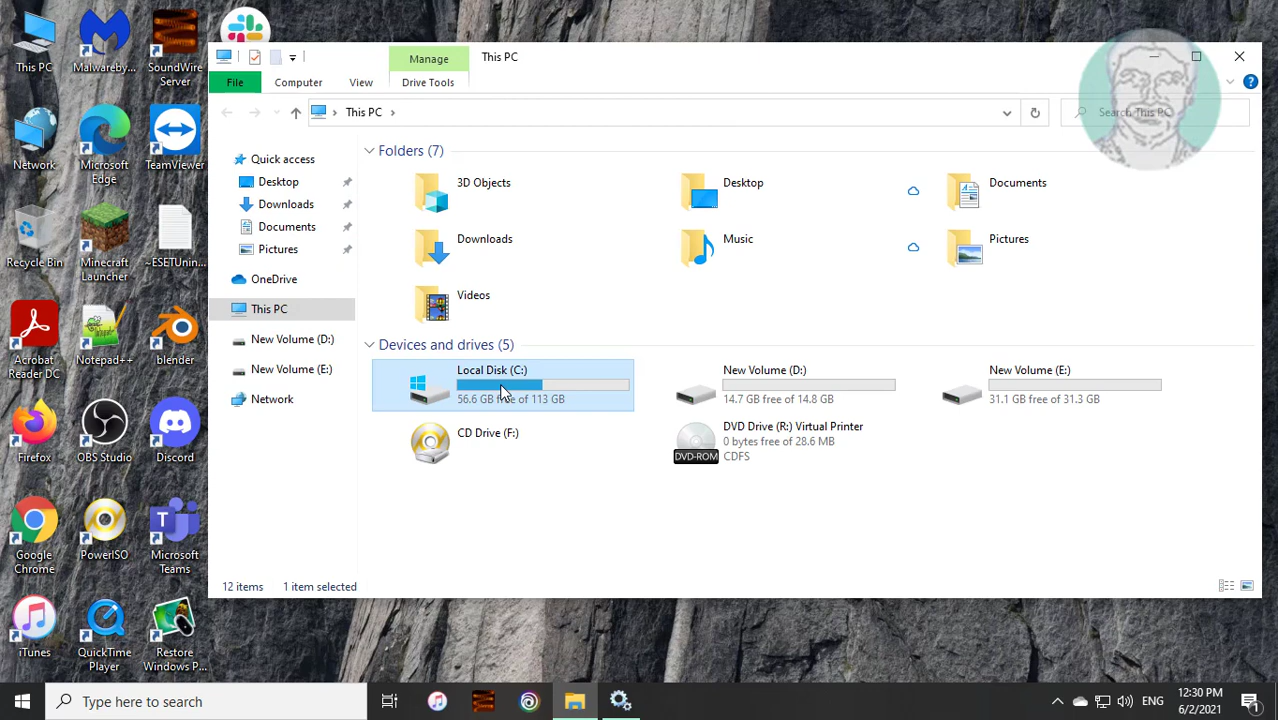 This PC
Malwareby...
SoundWire
Server
Network
Microsoft
Edge
TeamViewer
Recycle Bin
Minecraft
Launcher
~ESETUnin...
Acrobat
Reader DC
Notepad++
blender
Firefox
OBS Studio
Discord
Google
Chrome
PowerISO
Microsoft
Teams
iTunes
QuickTime
Player
Restore
Windows P...
Manage
This PC
File
Computer
View
Drive Tools
This PC
Search This PC
Quick access
Desktop
Downloads
Documents
Pictures
OneDrive
This PC
New Volume (D:)
New Volume (E:)
Network
Folders (7)
3D Objects
Desktop
Documents
Downloads
Music
Pictures
Videos
Devices and drives (5)
Local Disk (C:)
56.6 GB free of 113 GB
New Volume (D:)
14.7 GB free of 14.8 GB
New Volume (E:)
31.1 GB free of 31.3 GB
CD Drive (F:)
DVD-ROM
DVD Drive (R:) Virtual Printer
0 bytes free of 28.6 MB
CDFS
12 items
1 item selected
Type here to search
ENG
12:30 PM
6/2/2021
1